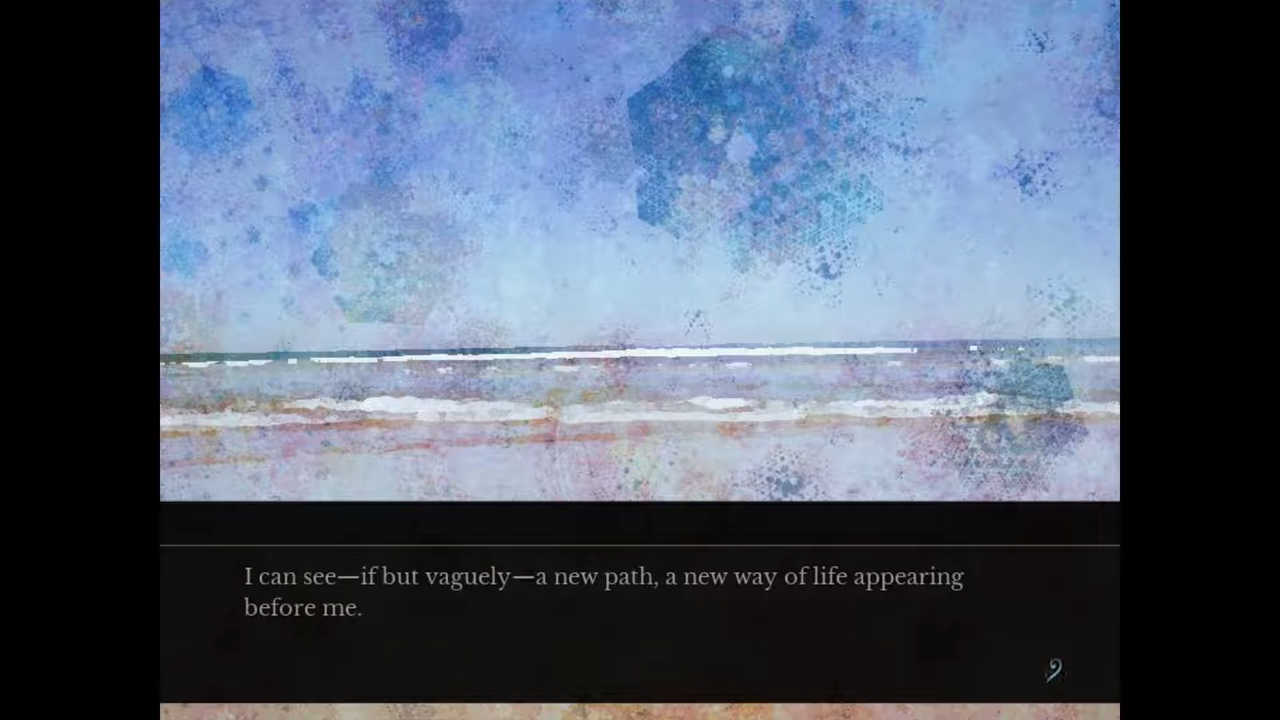 I can see—if but vaguely—a new path, a new way of life appearing
before me.